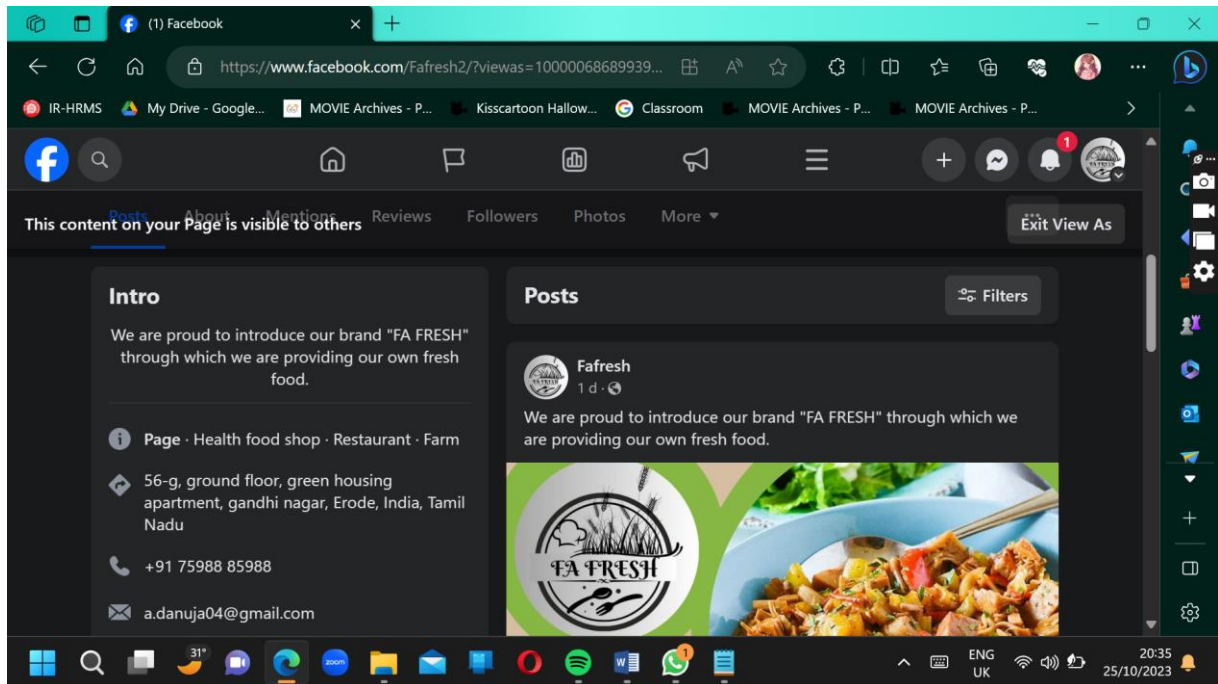 (1) Facebook
https://www.facebook.com/Fafresh2/?viewas=10000068689939...
IR-HRMS
My Drive - Google...
MOVIE Archives - P...
Kisscartoon Hallow...
Classroom
MOVIE Archives - P...
MOVIE Archives - P...
1
Posts About Mentions Reviews Followers Photos More
This content on your Page is visible to others
Exit View As
Intro
We are proud to introduce our brand "FA FRESH"
through which we are providing our own fresh
food.
Page · Health food shop · Restaurant · Farm
56-g, ground floor, green housing
apartment, gandhi nagar, Erode, India, Tamil
Nadu
+91 75988 85988
a.danuja04@gmail.com
Posts
Filters
Fafresh
1 d ·
We are proud to introduce our brand "FA FRESH" through which we
are providing our own fresh food.
FA FRESH
31°
zoom
1
ENG
UK
20:35
25/10/2023